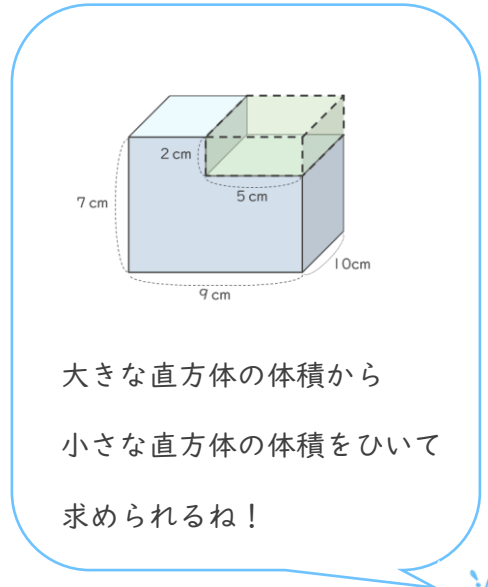 2 cm
5 cm
7 cm
10cm
9 cm
大きな直方体の体積から
小さな直方体の体積をひいて
求められるね！